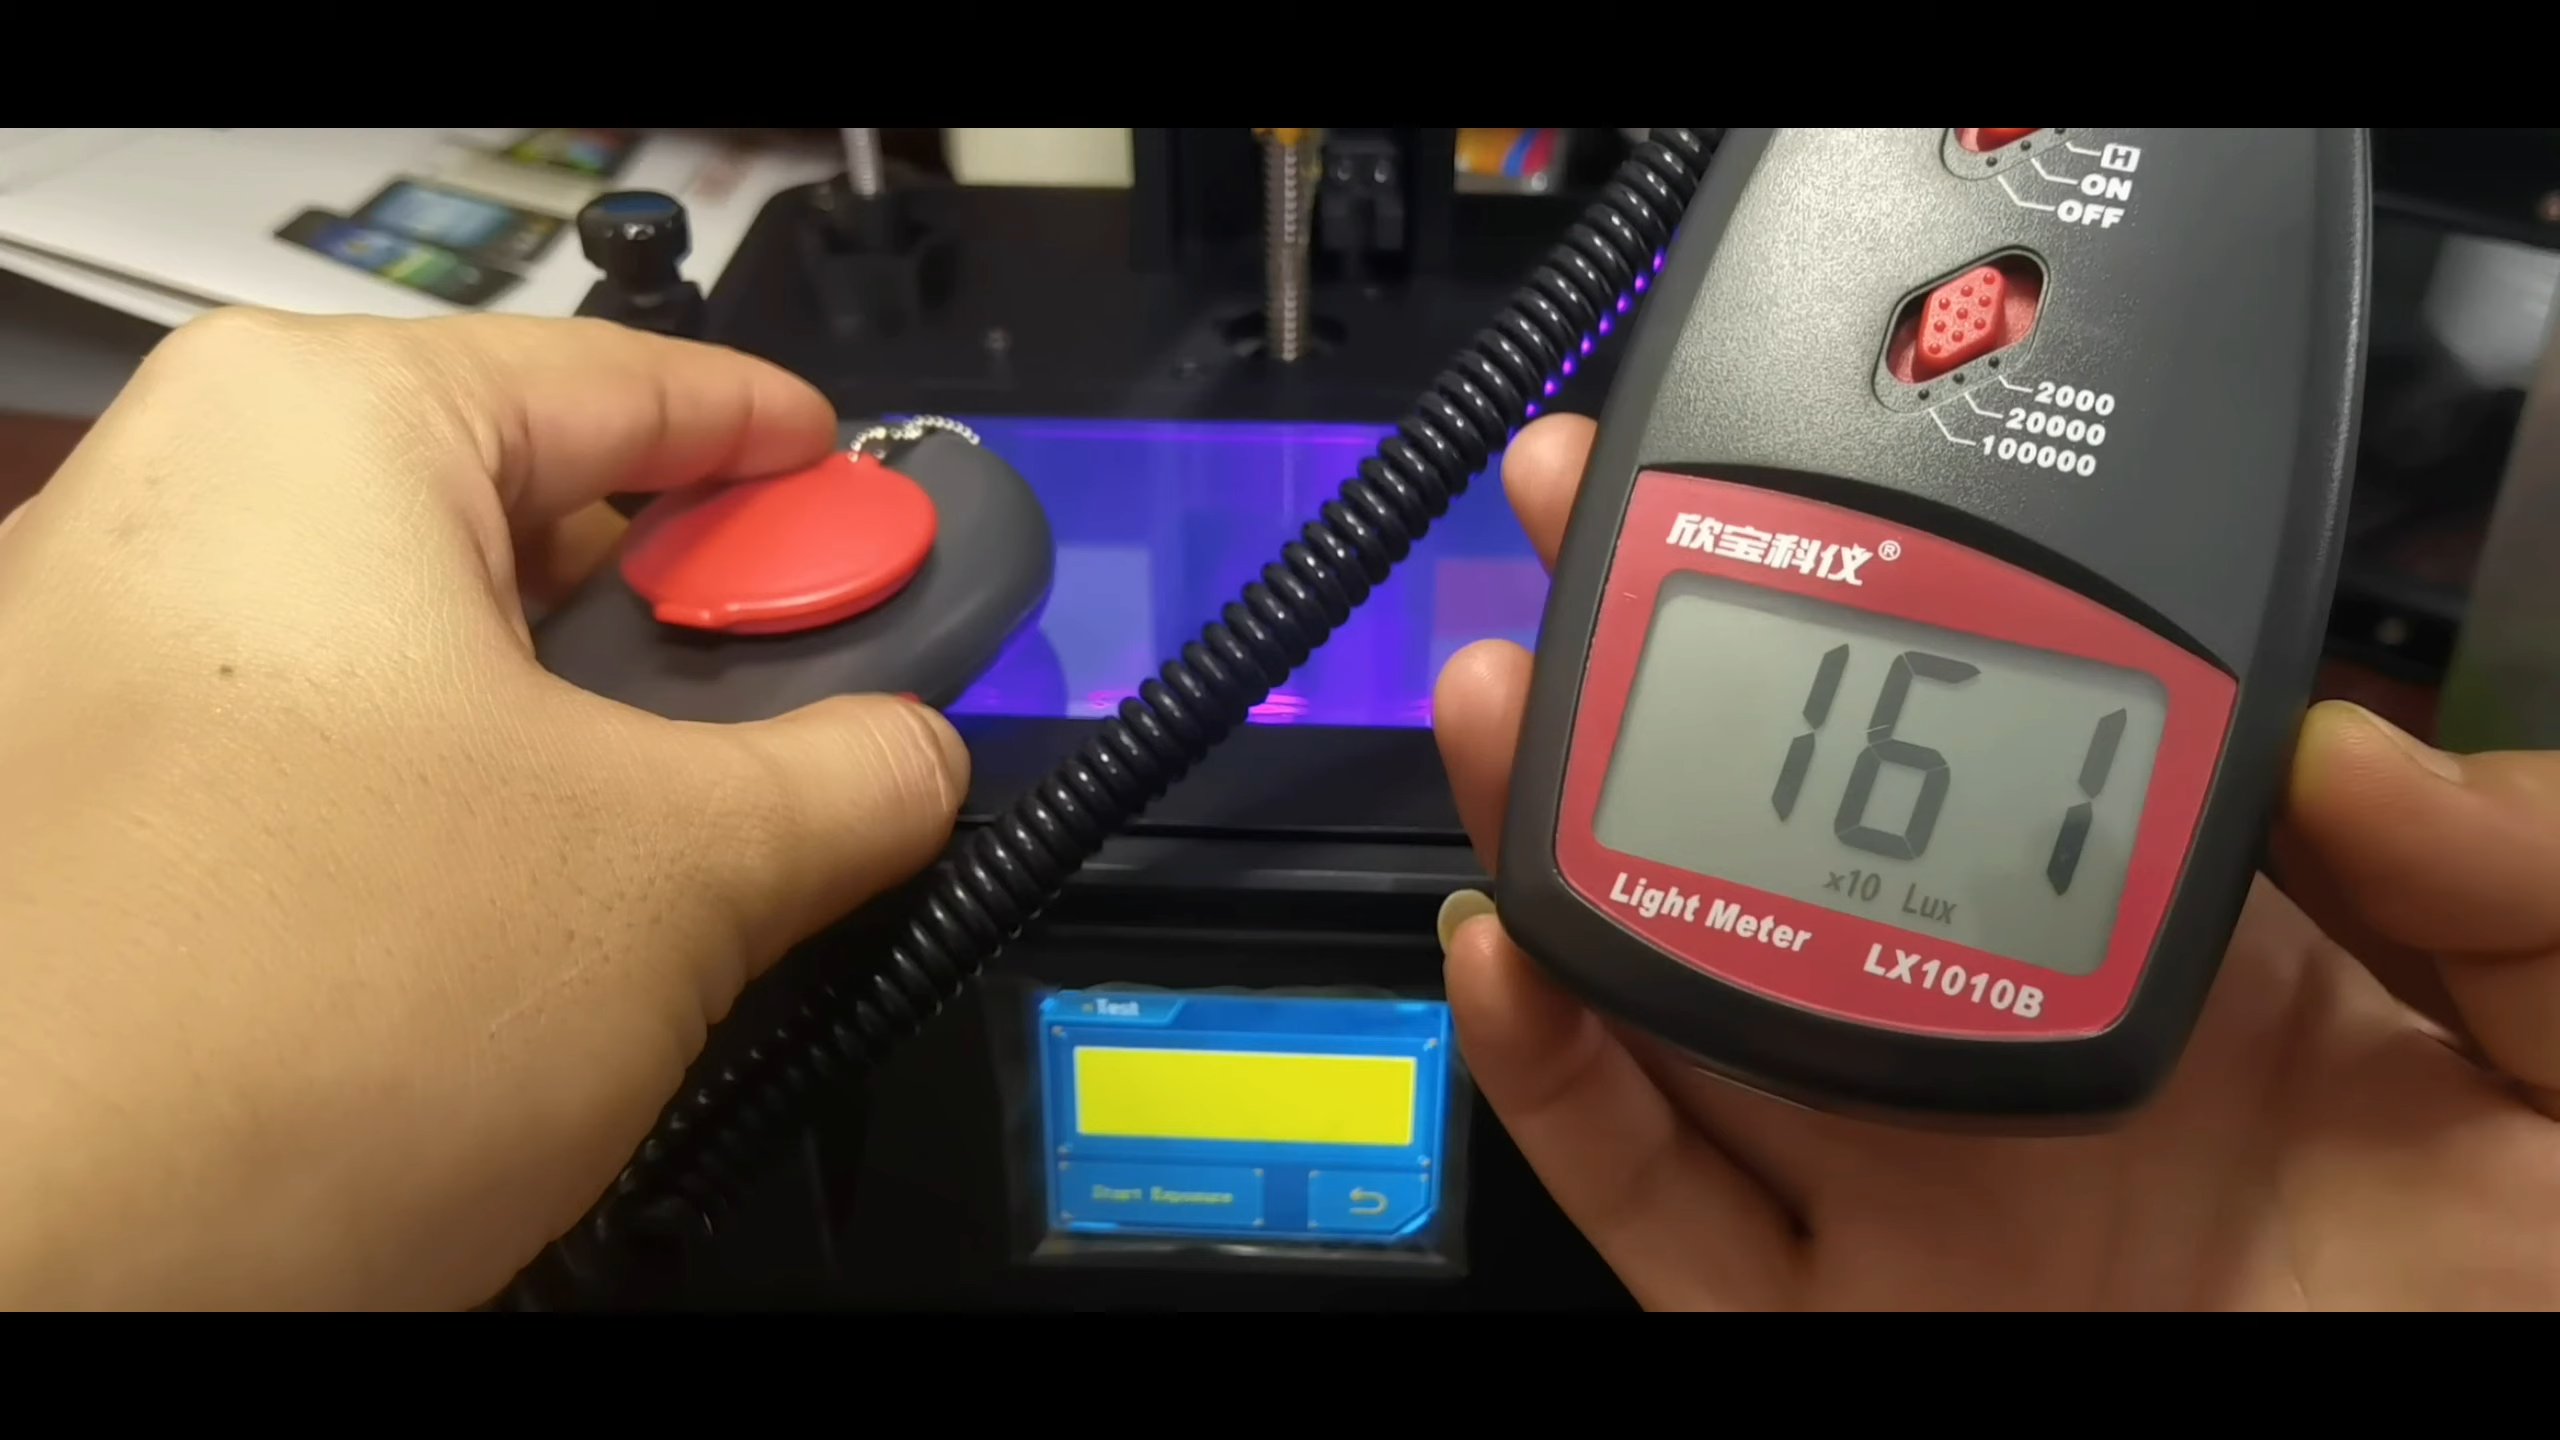 H
ON
OFF
2000
20000
100000
欣宝科仪®
161
x10 Lux
Light Meter LX1010B
Test
Start Exposure